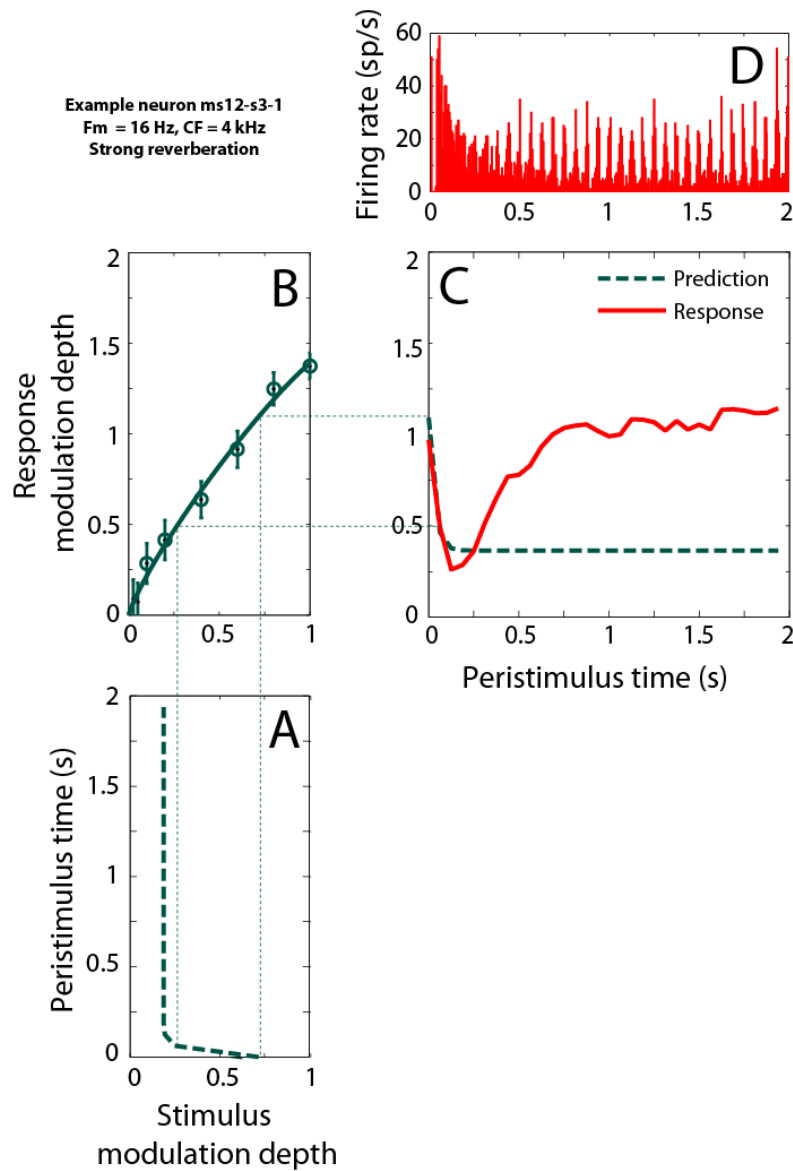 Example neuron ms12-s3-1
Fm = 16 Hz, CF = 4 kHz
Strong reverberation
D
Firing rate (sp/s)
60
40
20
0
0 0.5 1 1.5 2
B
Response
modulation depth
2
1.5
1
0.5
0
0 0.5 1
C
Prediction
Response
2
1.5
1
0.5
0
0 0.5 1 1.5 2
Peristimulus time (s)
A
Peristimulus time (s)
2
1.5
1
0.5
0
0 0.5 1
Stimulus
modulation depth